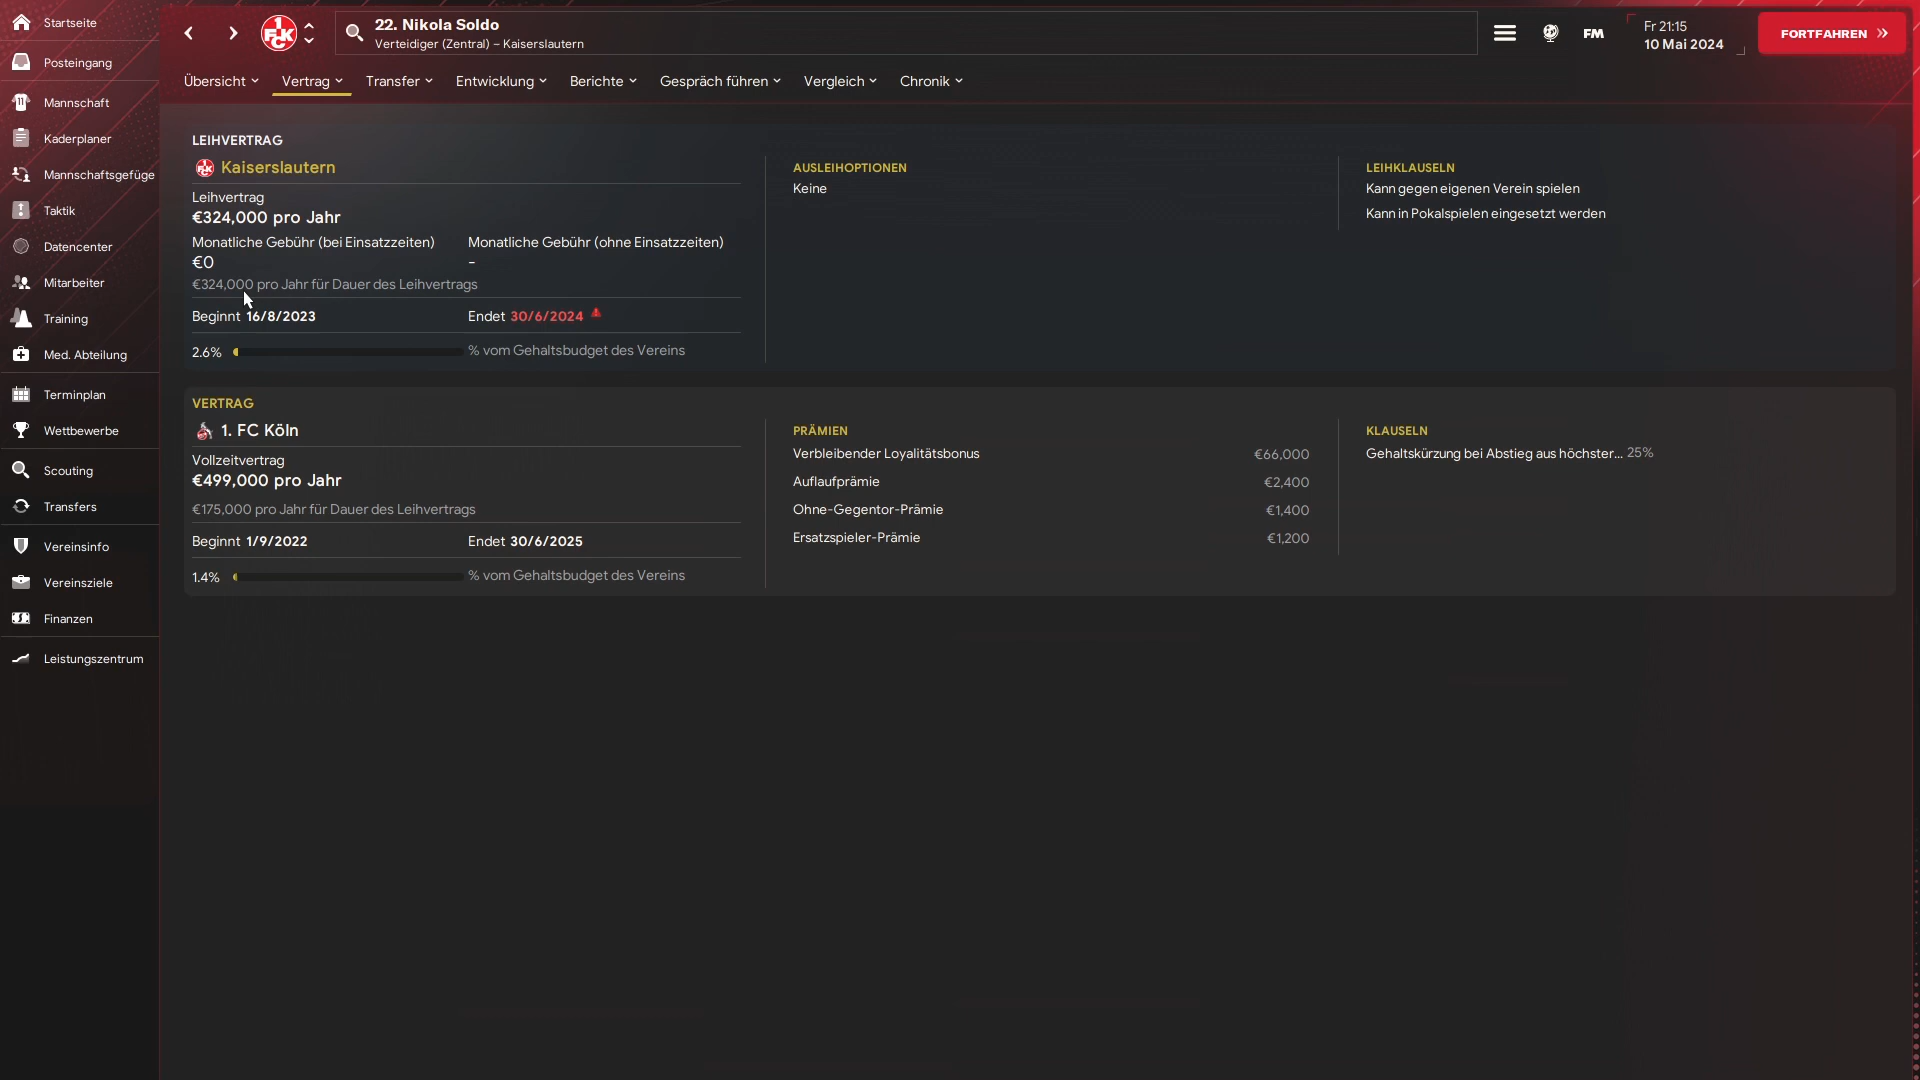 Startseite
Posteingang
Mannschaft
Kaderplaner
Mannschaftsgefüge
Taktik
Datencenter
Mitarbeiter
Training
Med. Abteilung
Terminplan
Wettbewerbe
Scouting
Transfers
Vereinsinfo
Vereinsziele
Finanzen
Leistungszentrum
22. Nikola Soldo
Verteidiger (Zentral) – Kaiserslautern
FM
Fr 21:15
10 Mai 2024
FORTFAHREN
Übersicht Vertrag Transfer Entwicklung Berichte Gespräch führen Vergleich Chronik
LEIHVERTRAG
Kaiserslautern
Leihvertrag
€324,000 pro Jahr
Monatliche Gebühr (bei Einsatzzeiten) Monatliche Gebühr (ohne Einsatzzeiten)
€0 -
€324,000 pro Jahr für Dauer des Leihvertrags
Beginnt 16/8/2023 Endet 30/6/2024
2.6% % vom Gehaltsbudget des Vereins
AUSLEIHOPTIONEN
Keine
LEIHKLAUSELN
Kann gegen eigenen Verein spielen
Kann in Pokalspielen eingesetzt werden
VERTRAG
1. FC Köln
Vollzeitvertrag
€499,000 pro Jahr
€175,000 pro Jahr für Dauer des Leihvertrags
Beginnt 1/9/2022 Endet 30/6/2025
1.4% % vom Gehaltsbudget des Vereins
PRÄMIEN
Verbleibender Loyalitätsbonus €66,000
Auflaufprämie €2,400
Ohne-Gegentor-Prämie €1,400
Ersatzspieler-Prämie €1,200
KLAUSELN
Gehaltskürzung bei Abstieg aus höchster... 25%